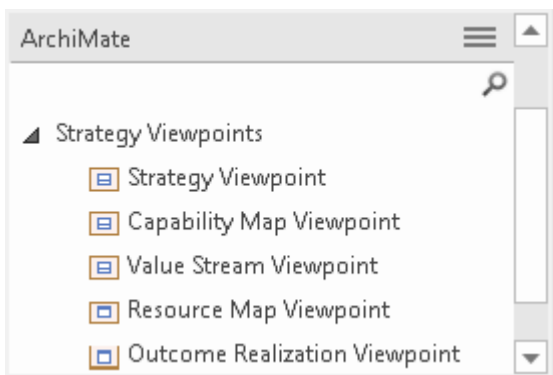 ArchiMate
Strategy Viewpoints
Strategy Viewpoint
Capability Map Viewpoint
Value Stream Viewpoint
Resource Map Viewpoint
Outcome Realization Viewpoint